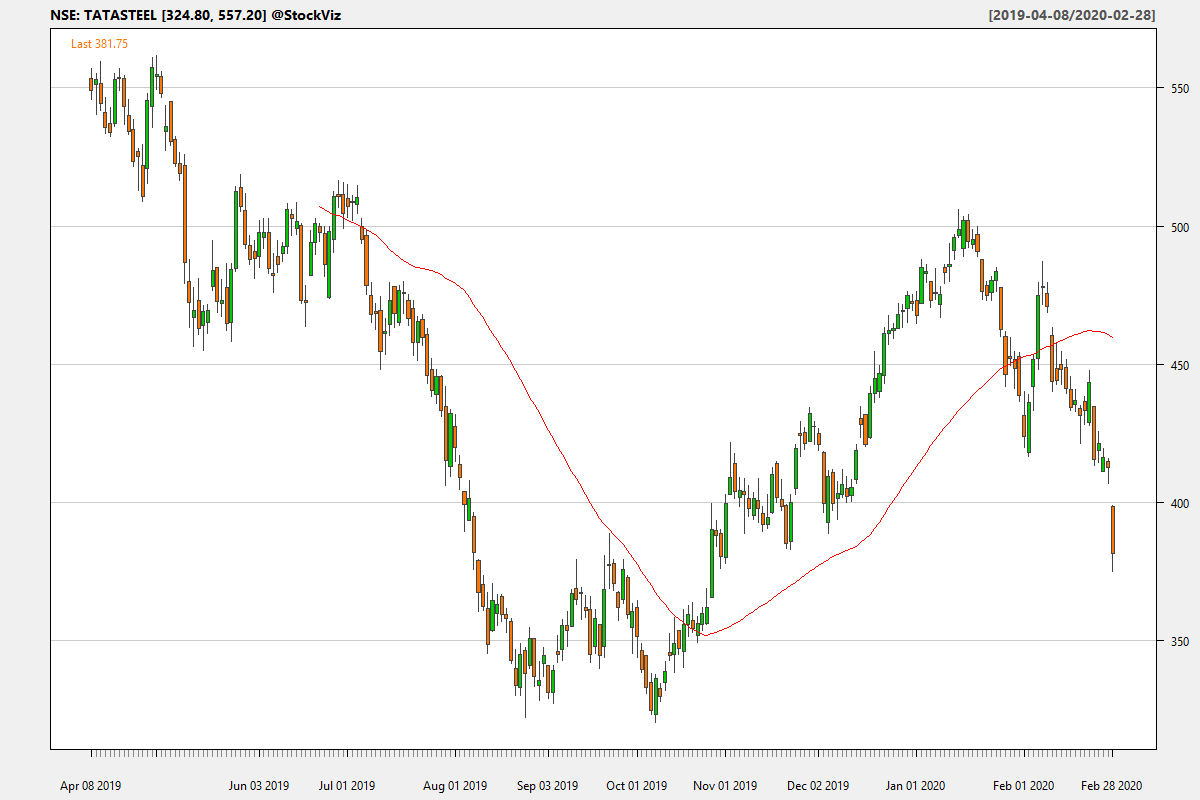 NSE: TATASTEEL [324.80, 557.20] @StockViz [2019-04-08/2020-02-28]
Last 381.75
550
500
450
400
350
Apr 08 2019 Jun 03 2019 Jul 01 2019 Aug 01 2019 Sep 03 2019 Oct 01 2019 Nov 01 2019 Dec 02 2019 Jan 01 2020 Feb 01 2020 Feb 28 2020